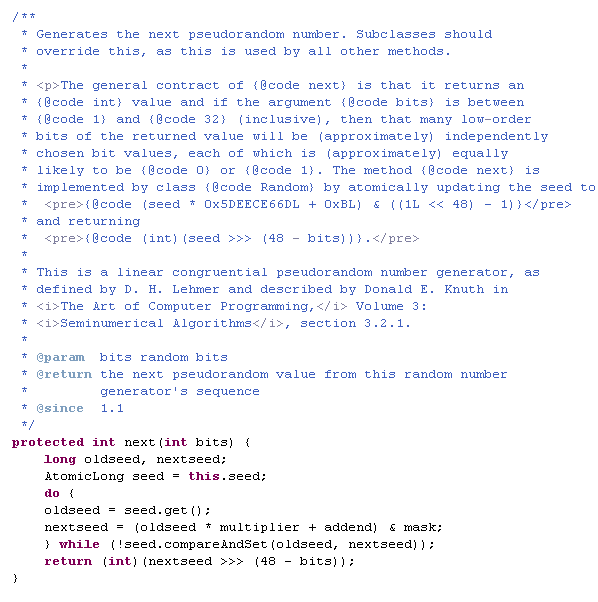 /**
 * Generates the next pseudorandom number. Subclasses should
 * override this, as this is used by all other methods.
 *
 * <p>The general contract of {@code next} is that it returns an
 * {@code int} value and if the argument {@code bits} is between
 * {@code 1} and {@code 32} (inclusive), then that many low-order
 * bits of the returned value will be (approximately) independently
 * chosen bit values, each of which is (approximately) equally
 * likely to be {@code 0} or {@code 1}. The method {@code next} is
 * implemented by class {@code Random} by atomically updating the seed to
 *  <pre>{@code (seed * 0x5DEECE66DL + 0xBL) & ((1L << 48) - 1)}</pre>
 * and returning
 *  <pre>{@code (int)(seed >>> (48 - bits))}.</pre>
 *
 * This is a linear congruential pseudorandom number generator, as
 * defined by D. H. Lehmer and described by Donald E. Knuth in
 * <i>The Art of Computer Programming,</i> Volume 3:
 * <i>Seminumerical Algorithms</i>, section 3.2.1.
 *
 * @param  bits random bits
 * @return the next pseudorandom value from this random number
 *         generator's sequence
 * @since  1.1
 */
protected int next(int bits) {
    long oldseed, nextseed;
    AtomicLong seed = this.seed;
    do {
    oldseed = seed.get();
    nextseed = (oldseed * multiplier + addend) & mask;
    } while (!seed.compareAndSet(oldseed, nextseed));
    return (int)(nextseed >>> (48 - bits));
}